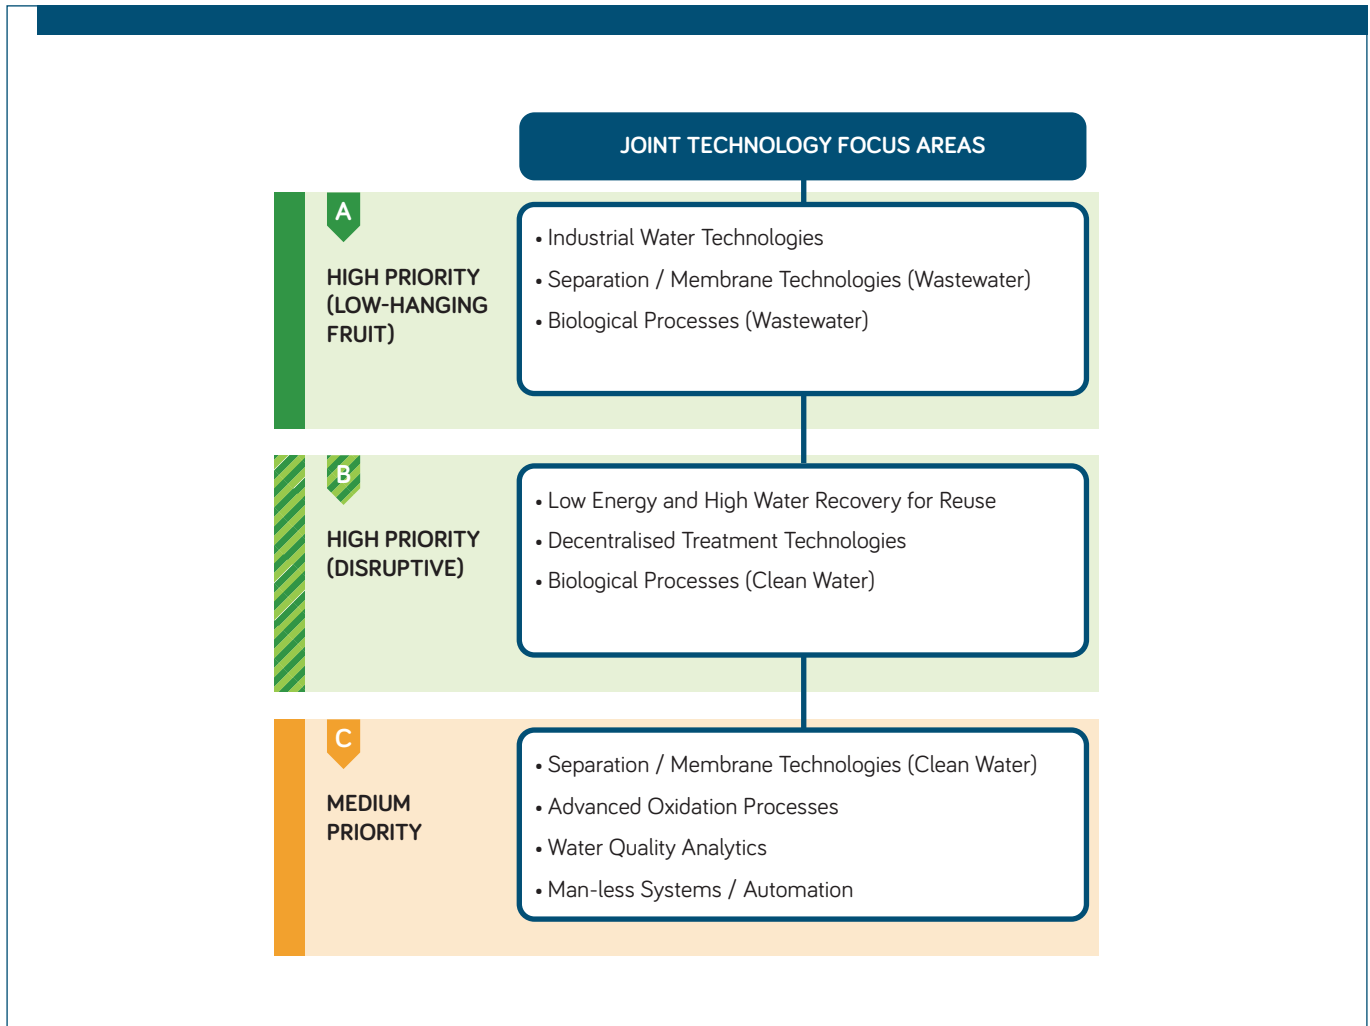 JOINT TECHNOLOGY FOCUS AREAS
A
HIGH PRIORITY
(LOW-HANGING
FRUIT)
• Industrial Water Technologies
• Separation / Membrane Technologies (Wastewater)
• Biological Processes (Wastewater)
B
HIGH PRIORITY
(DISRUPTIVE)
• Low Energy and High Water Recovery for Reuse
• Decentralised Treatment Technologies
• Biological Processes (Clean Water)
C
MEDIUM
PRIORITY
• Separation / Membrane Technologies (Clean Water)
• Advanced Oxidation Processes
• Water Quality Analytics
• Man-less Systems / Automation